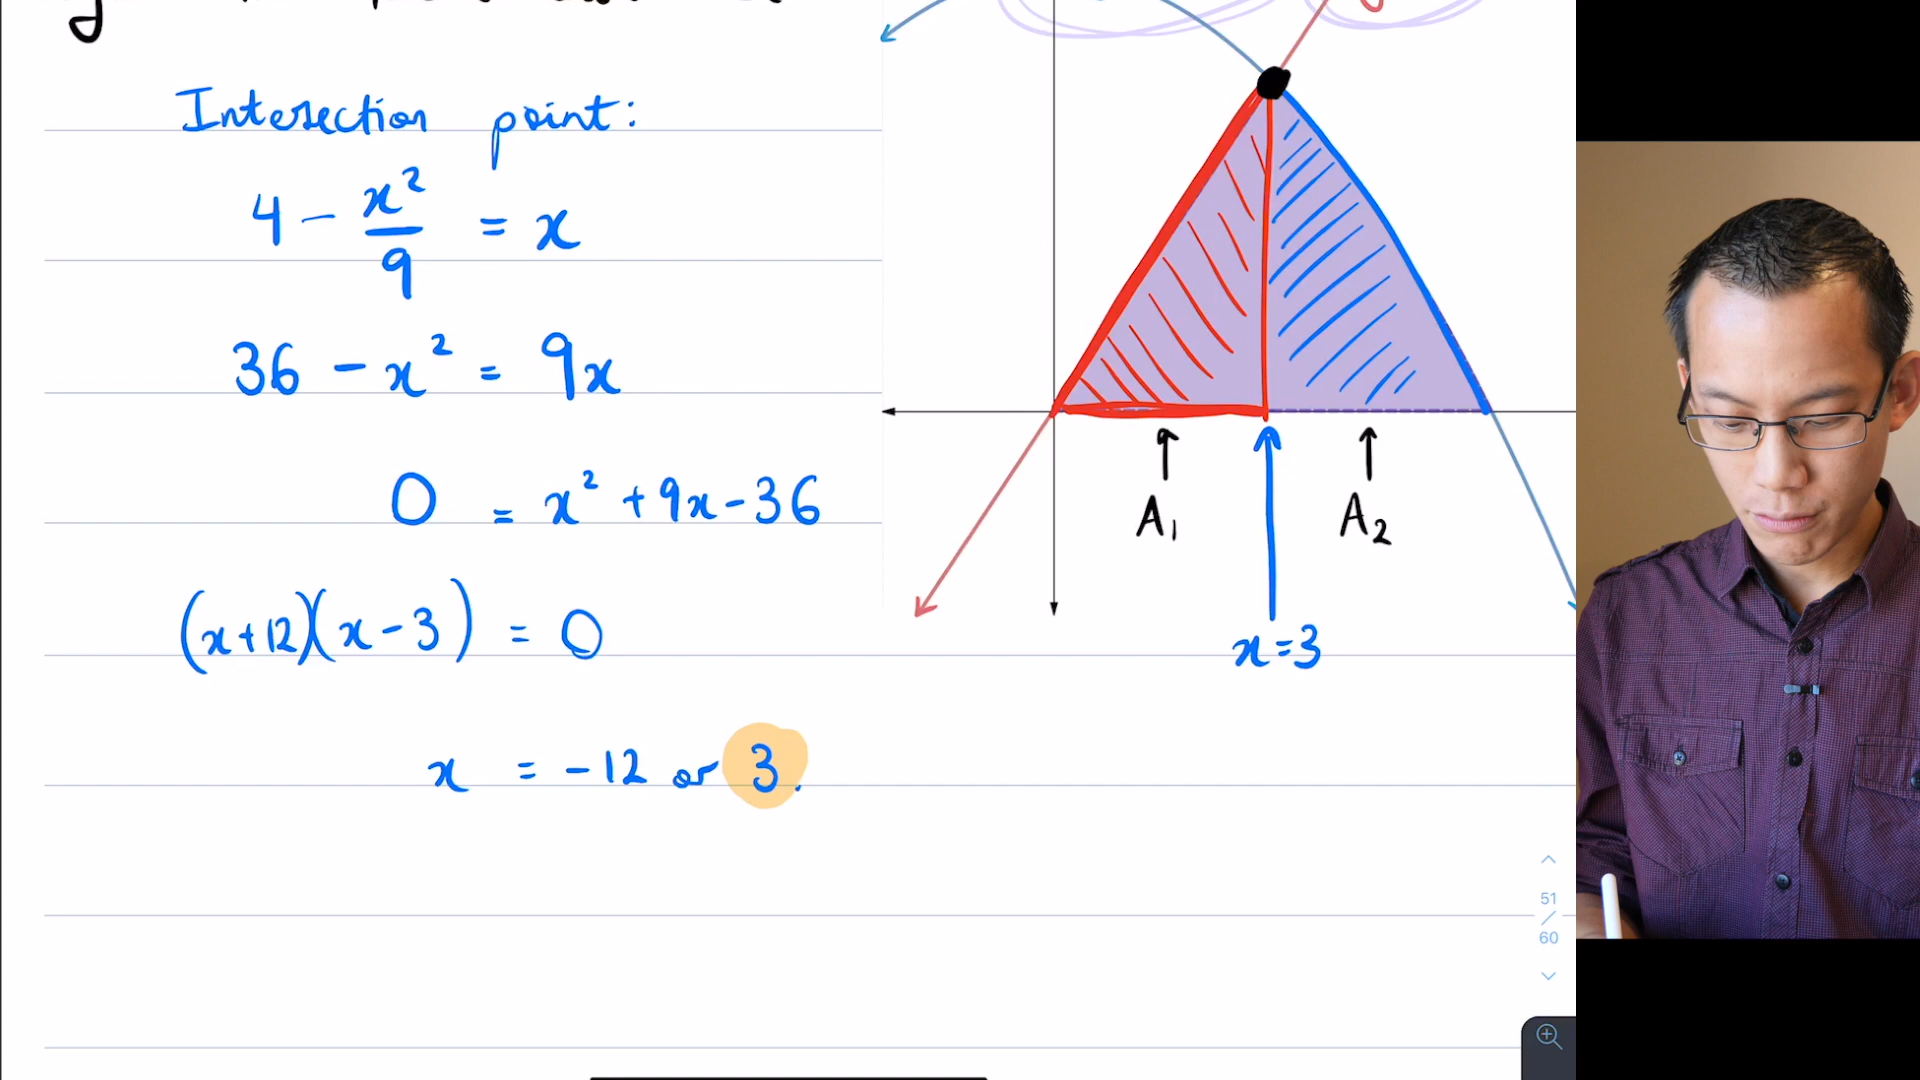 Intersection point:
4 - x²/9 = x
36 - x² = 9x
0 = x² + 9x - 36
(x+12)(x-3) = 0
x = -12 or 3.
A₁
A₂
x=3
51
/
60